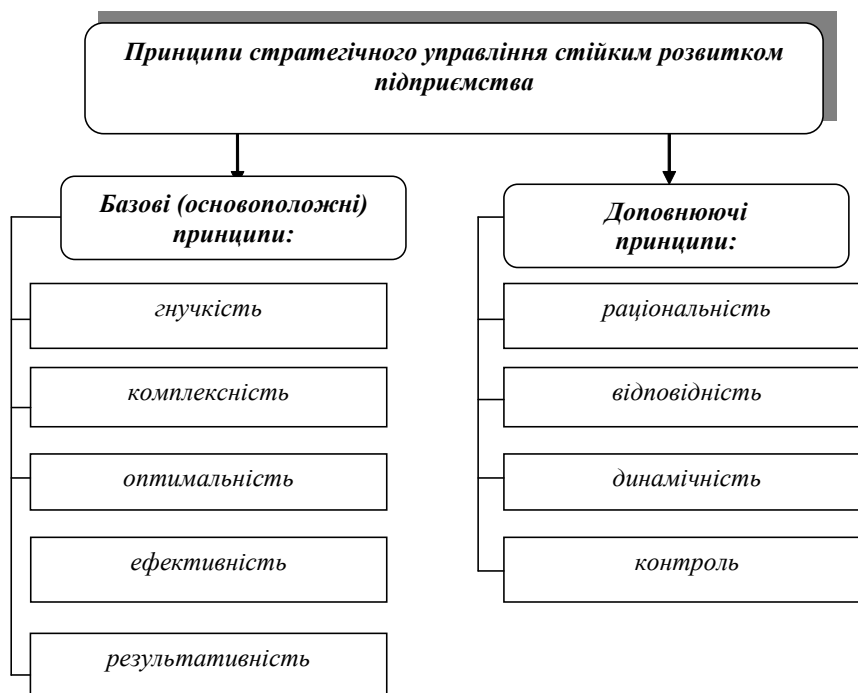 Принципи стратегічного управління стійким розвитком
підприємства
Базові (основоположні)
принципи:
гнучкість
комплексність
оптимальність
ефективність
результативність
Доповнюючі
принципи:
раціональність
відповідність
динамічність
контроль